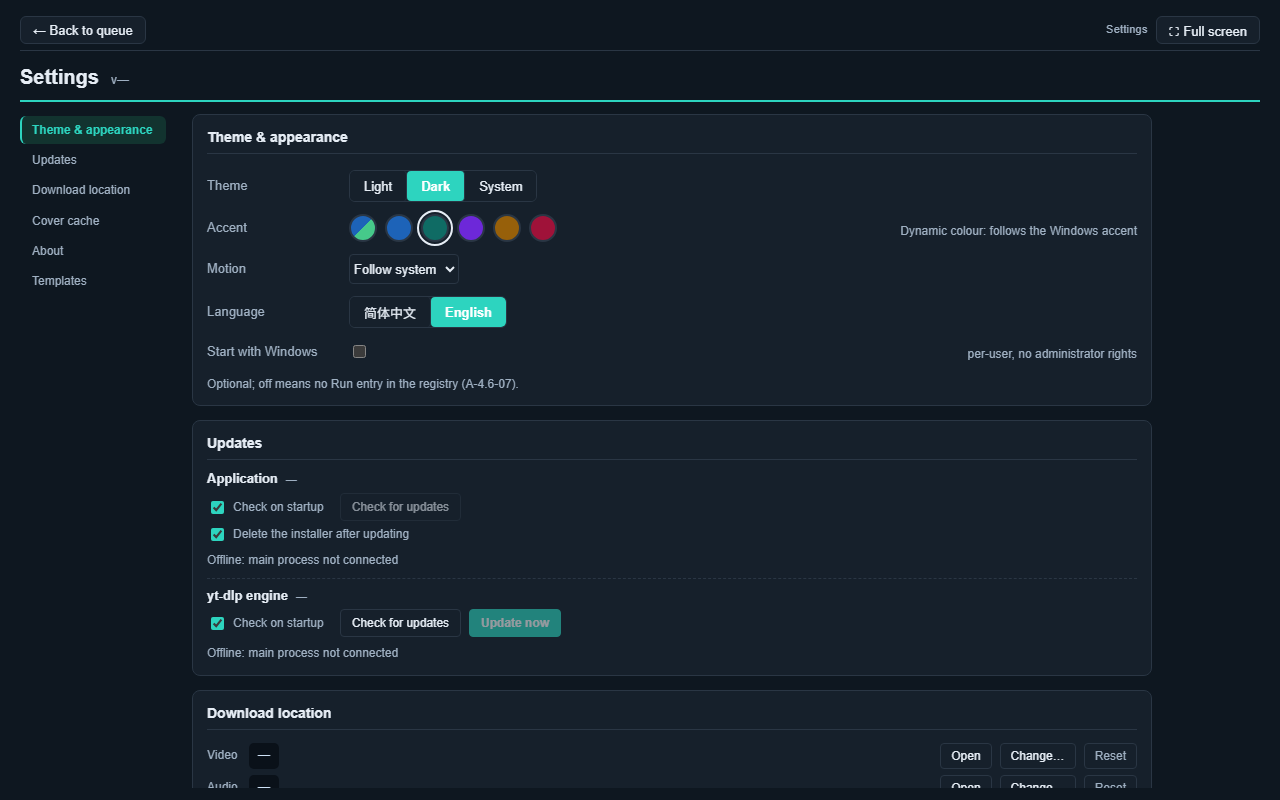 ← Back to queue
Settings
Full screen
Settings v—
Theme & appearance
Updates
Download location
Cover cache
About
Templates
Theme & appearance
Theme
Light
Dark
System
Accent
Dynamic colour: follows the Windows accent
Motion
Follow system
Language
简体中文
English
Start with Windows
per-user, no administrator rights
Optional; off means no Run entry in the registry (A-4.6-07).
Updates
Application —
Check on startup
Check for updates
Delete the installer after updating
Offline: main process not connected
yt-dlp engine —
Check on startup
Check for updates
Update now
Offline: main process not connected
Download location
Video
—
Open
Change...
Reset
Audio
—
Open
Change...
Reset